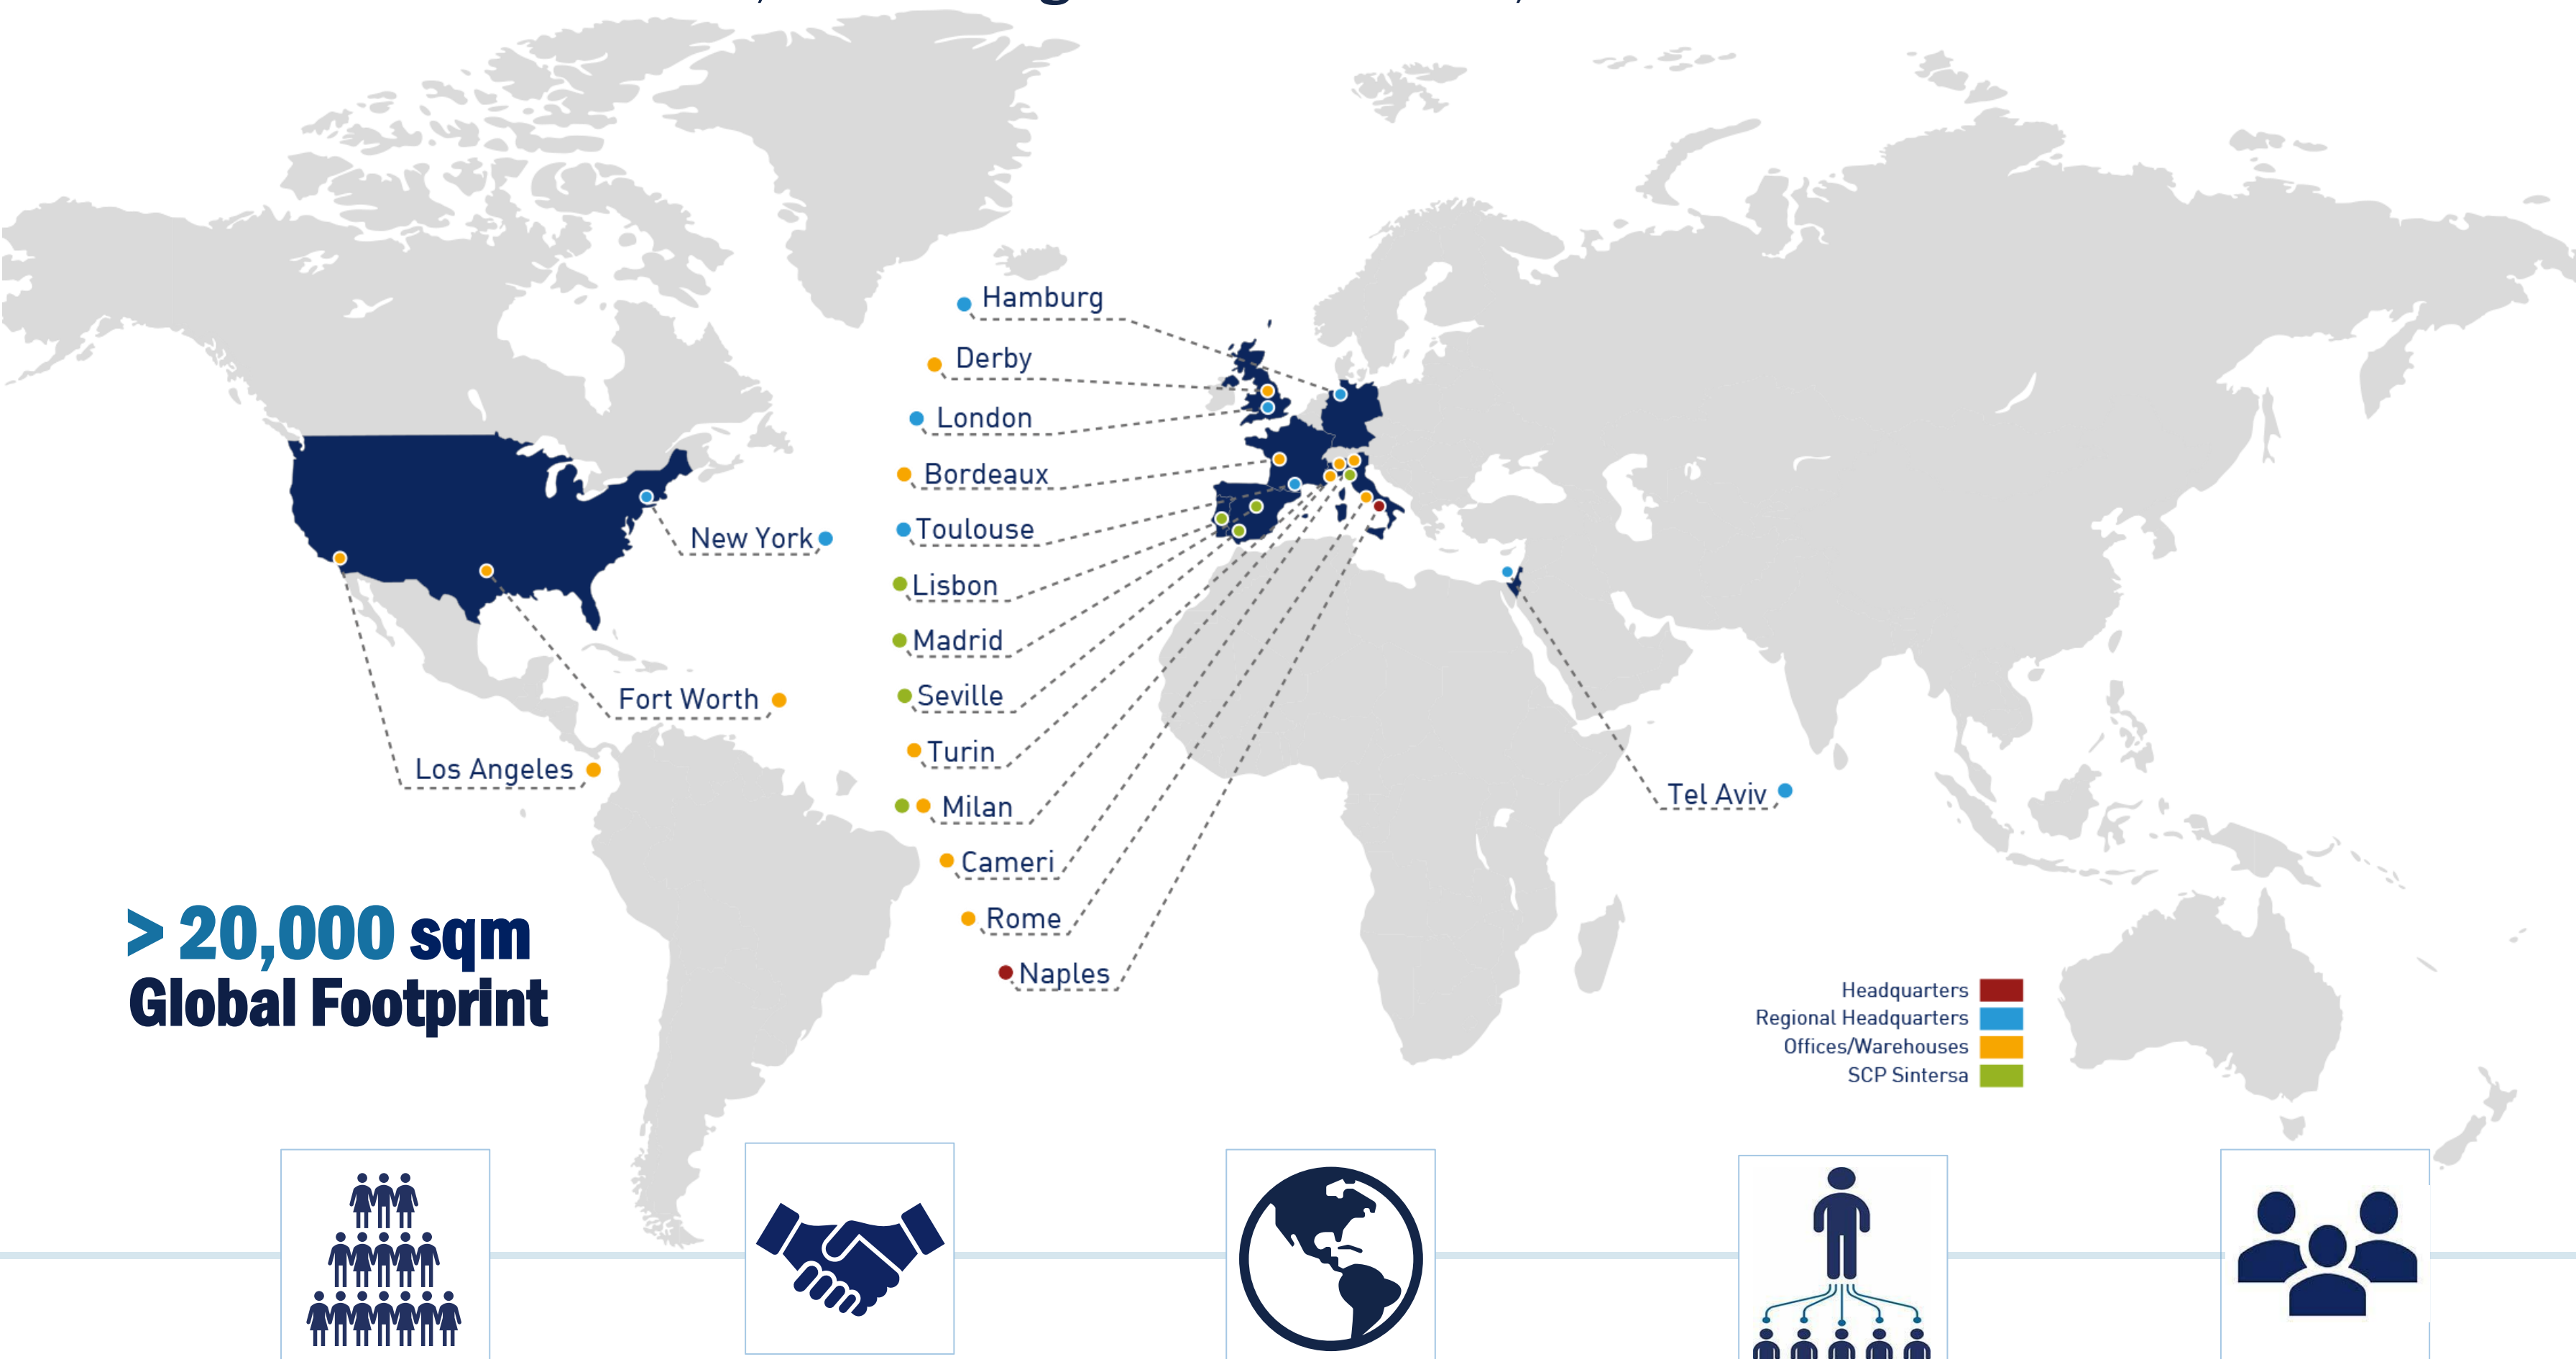 Hamburg
Derby
London
Bordeaux
Toulouse
New York
Lisbon
Madrid
Seville
Fort Worth
Turin
Los Angeles
Milan
Tel Aviv
Cameri
Rome
Naples
> 20,000 sqm
Global Footprint
Headquarters
Regional Headquarters
Offices/Warehouses
SCP Sintersa